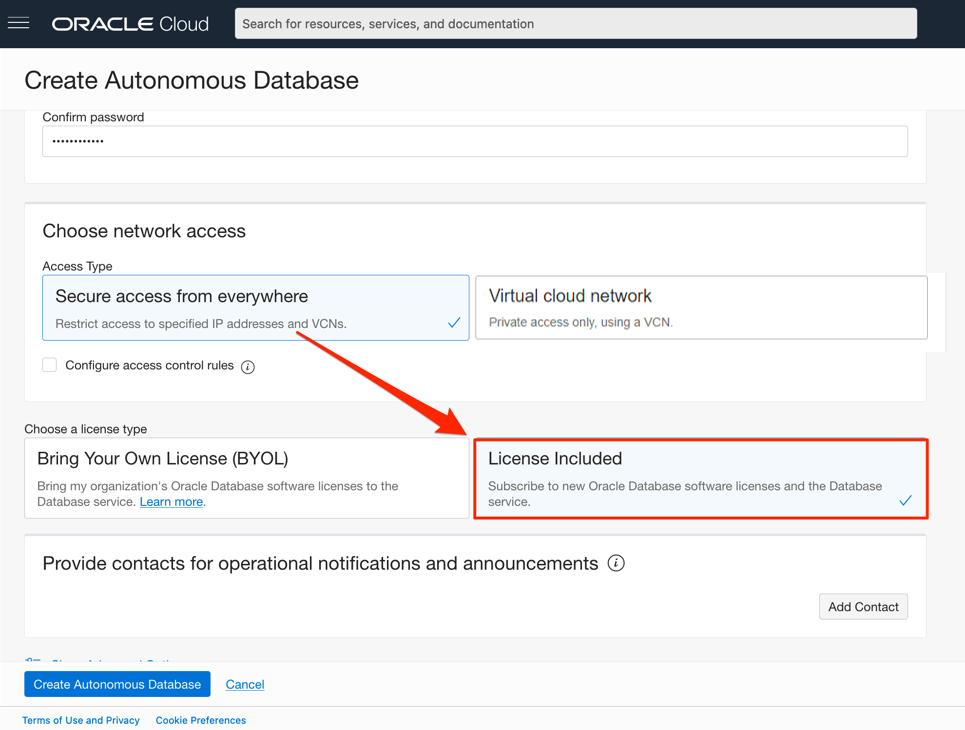 ORACLE Cloud
Search for resources, services, and documentation
Create Autonomous Database
Confirm password
••••••••••••
Choose network access
Access Type
Secure access from everywhere
Restrict access to specified IP addresses and VCNs.
Virtual cloud network
Private access only, using a VCN.
Configure access control rules
Choose a license type
Bring Your Own License (BYOL)
Bring my organization's Oracle Database software licenses to the
Database service. Learn more.
License Included
Subscribe to new Oracle Database software licenses and the Database
service.
Provide contacts for operational notifications and announcements
Add Contact
Create Autonomous Database
Cancel
Terms of Use and Privacy
Cookie Preferences